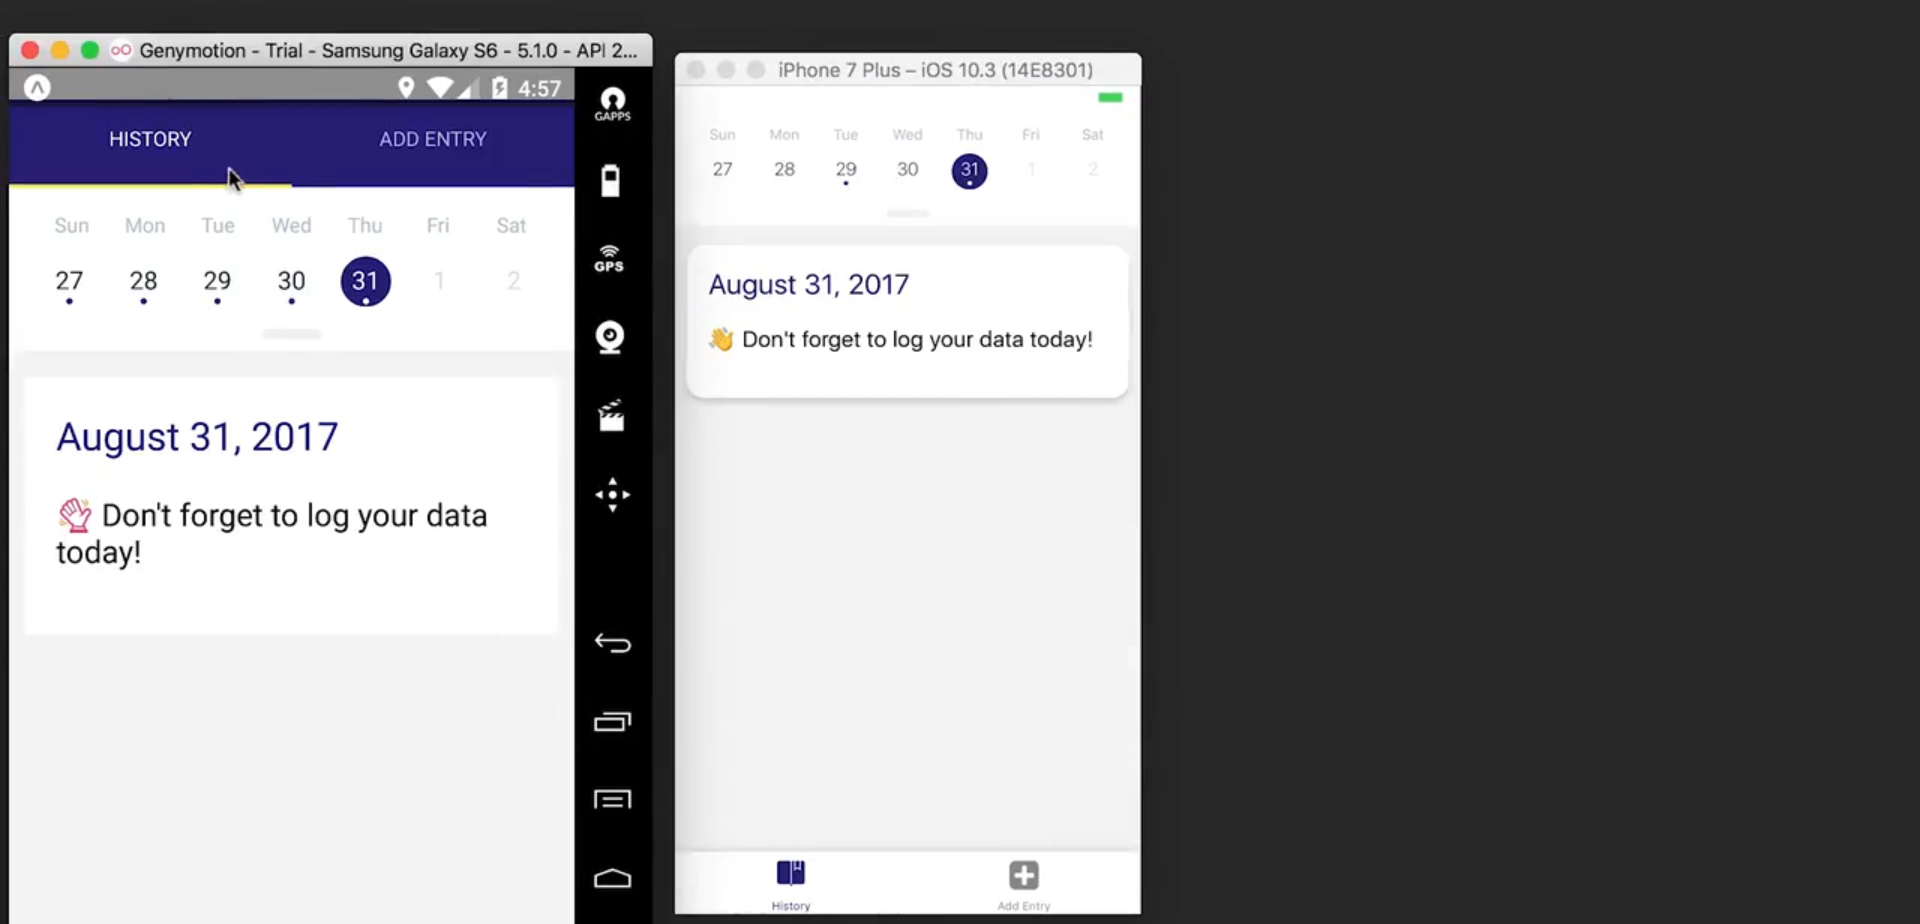 Genymotion - Trial - Samsung Galaxy S6 - 5.1.0 - API 2...
4:57
HISTORY
ADD ENTRY
Sun Mon Tue Wed Thu Fri Sat
27 28 29 30 31 1 2
August 31, 2017
👋 Don't forget to log your data
today!
GAPPS
GPS
iPhone 7 Plus – iOS 10.3 (14E8301)
Sun Mon Tue Wed Thu Fri Sat
27 28 29 30 31 1 2
August 31, 2017
👋 Don't forget to log your data today!
History
Add Entry